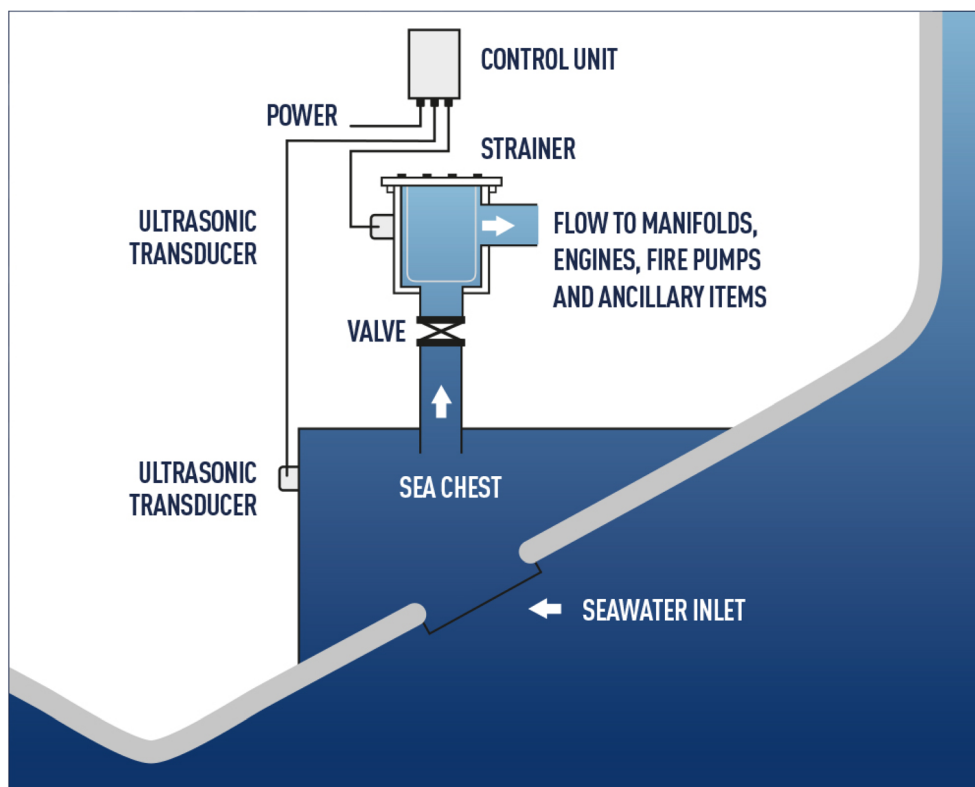 CONTROL UNIT
POWER
STRAINER
ULTRASONIC
TRANSDUCER
FLOW TO MANIFOLDS,
ENGINES, FIRE PUMPS
AND ANCILLARY ITEMS
VALVE
ULTRASONIC
TRANSDUCER
SEA CHEST
SEAWATER INLET